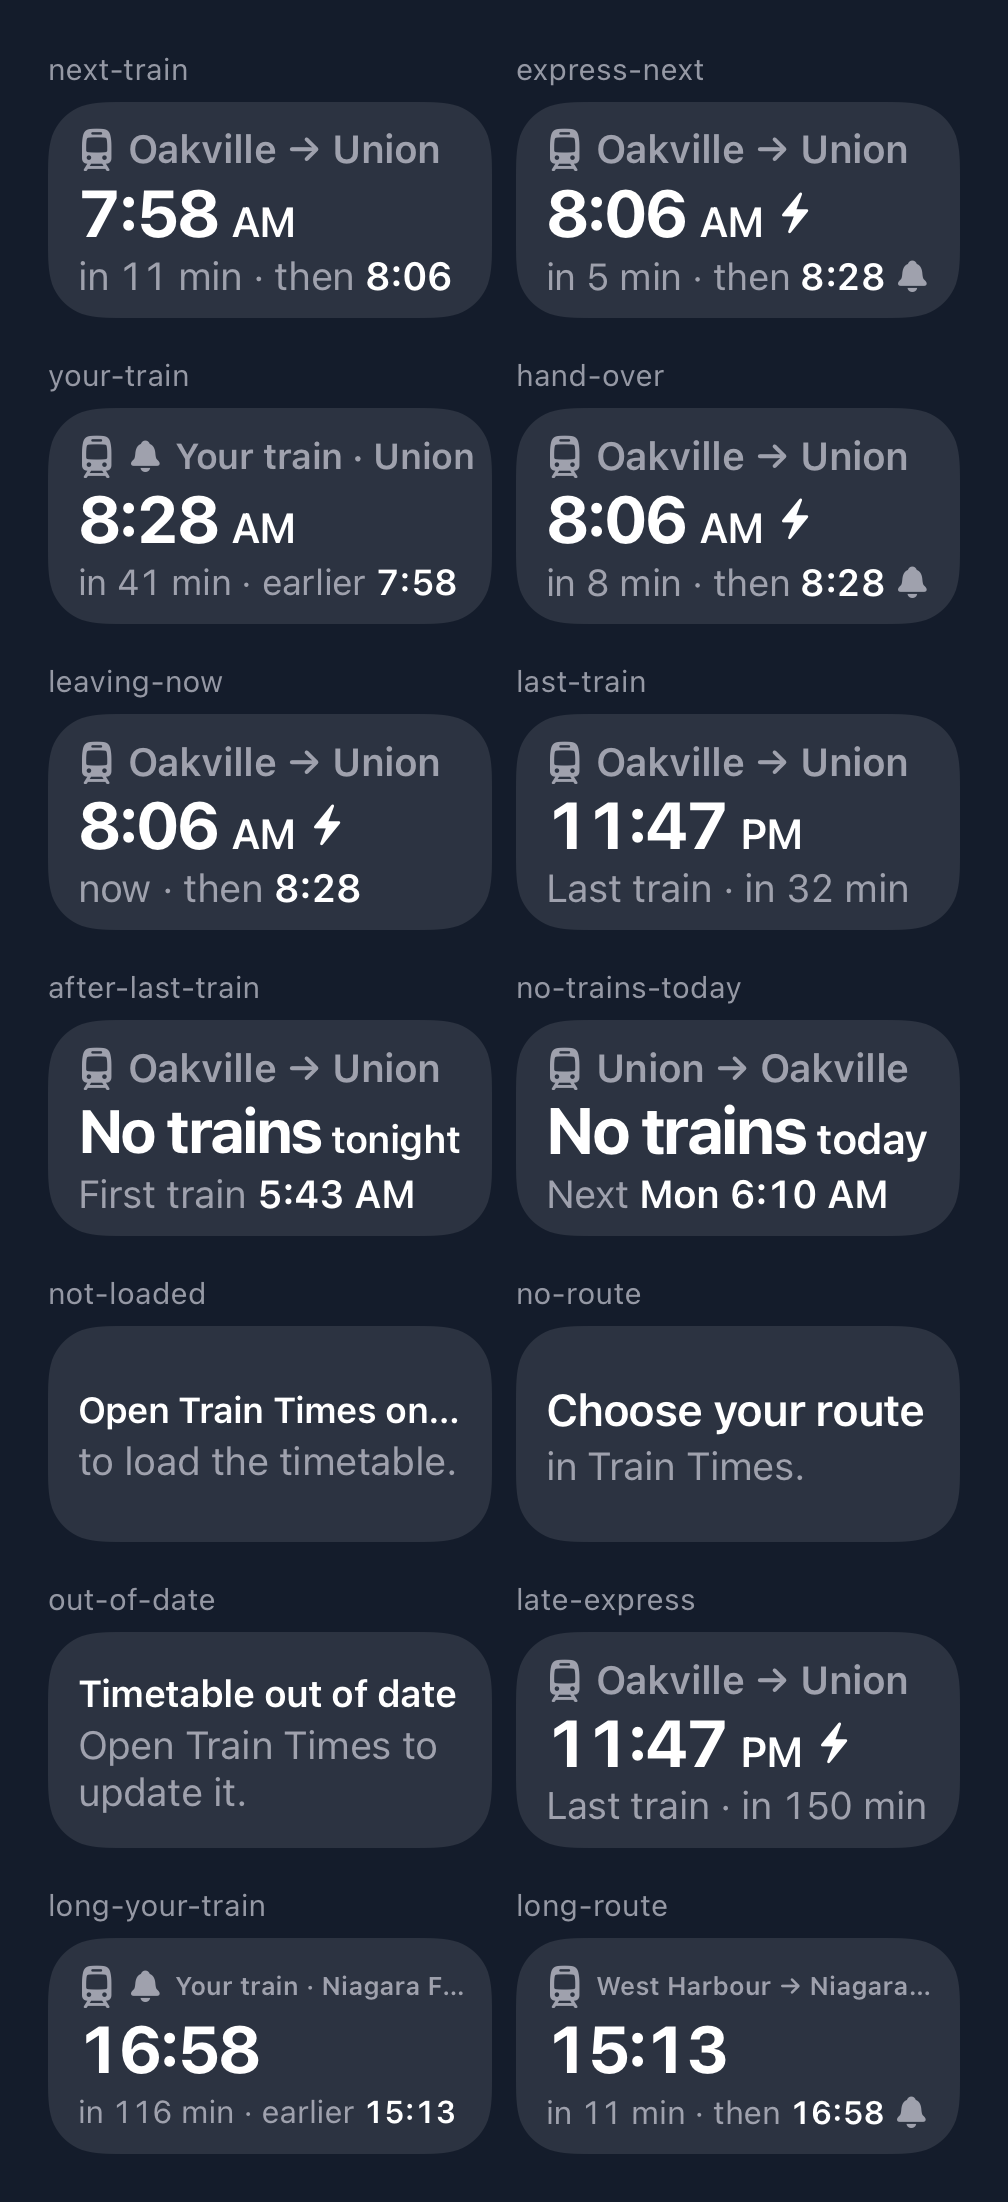 next-train
Oakville → Union
7:58 AM
in 11 min · then 8:06
express-next
Oakville → Union
8:06 AM
in 5 min · then 8:28
your-train
Your train · Union
8:28 AM
in 41 min · earlier 7:58
hand-over
Oakville → Union
8:06 AM
in 8 min · then 8:28
leaving-now
Oakville → Union
8:06 AM
now · then 8:28
last-train
Oakville → Union
11:47 PM
Last train · in 32 min
after-last-train
Oakville → Union
No trains tonight
First train 5:43 AM
no-trains-today
Union → Oakville
No trains today
Next Mon 6:10 AM
not-loaded
Open Train Times on...
to load the timetable.
no-route
Choose your route
in Train Times.
out-of-date
Timetable out of date
Open Train Times to
update it.
late-express
Oakville → Union
11:47 PM
Last train · in 150 min
long-your-train
Your train · Niagara F...
16:58
in 116 min · earlier 15:13
long-route
West Harbour → Niagara...
15:13
in 11 min · then 16:58